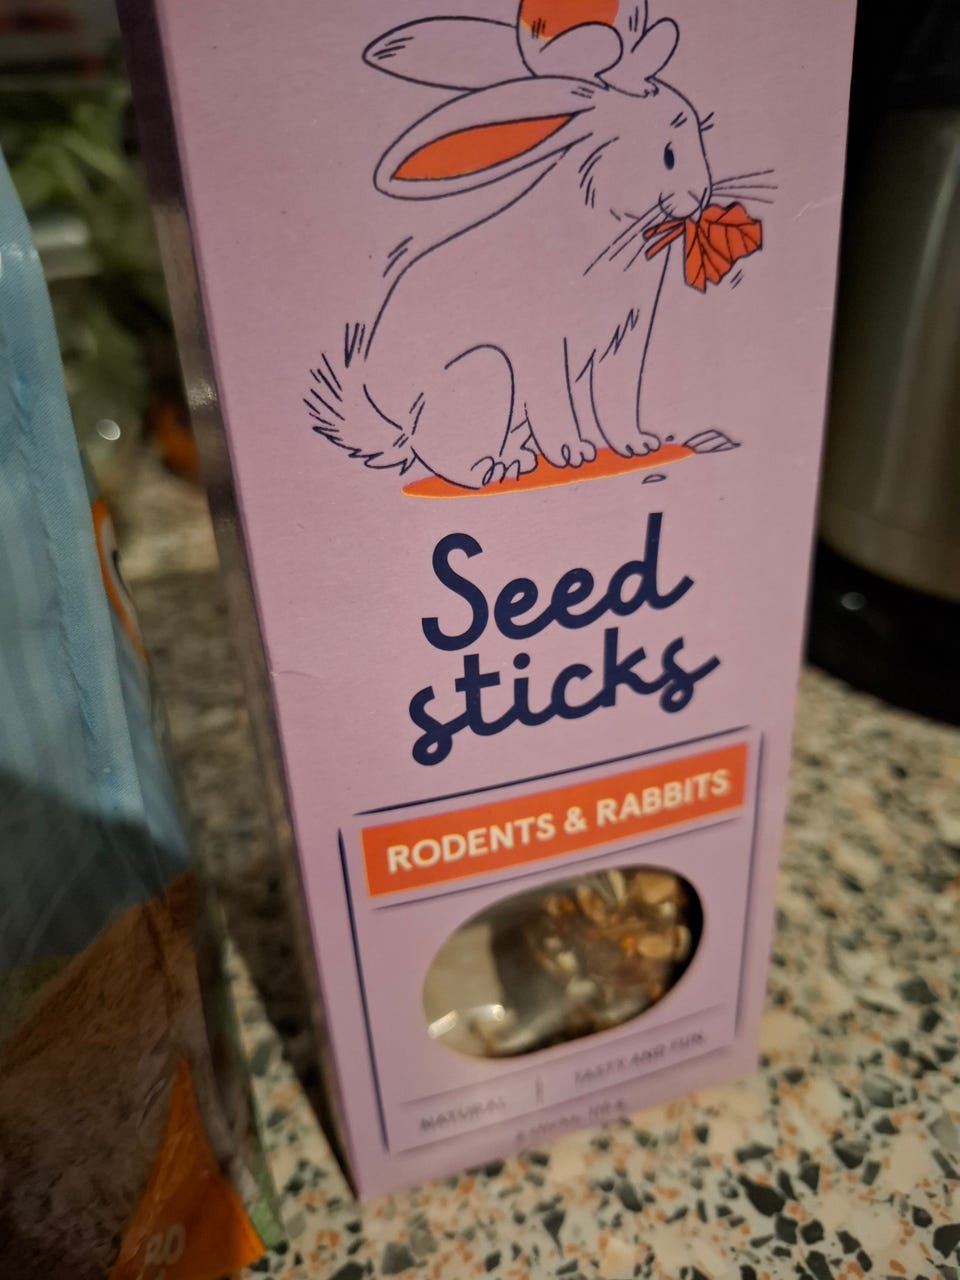 Seed
sticks
RODENTS & RABBITS
NATURAL
TASTY AND FUN